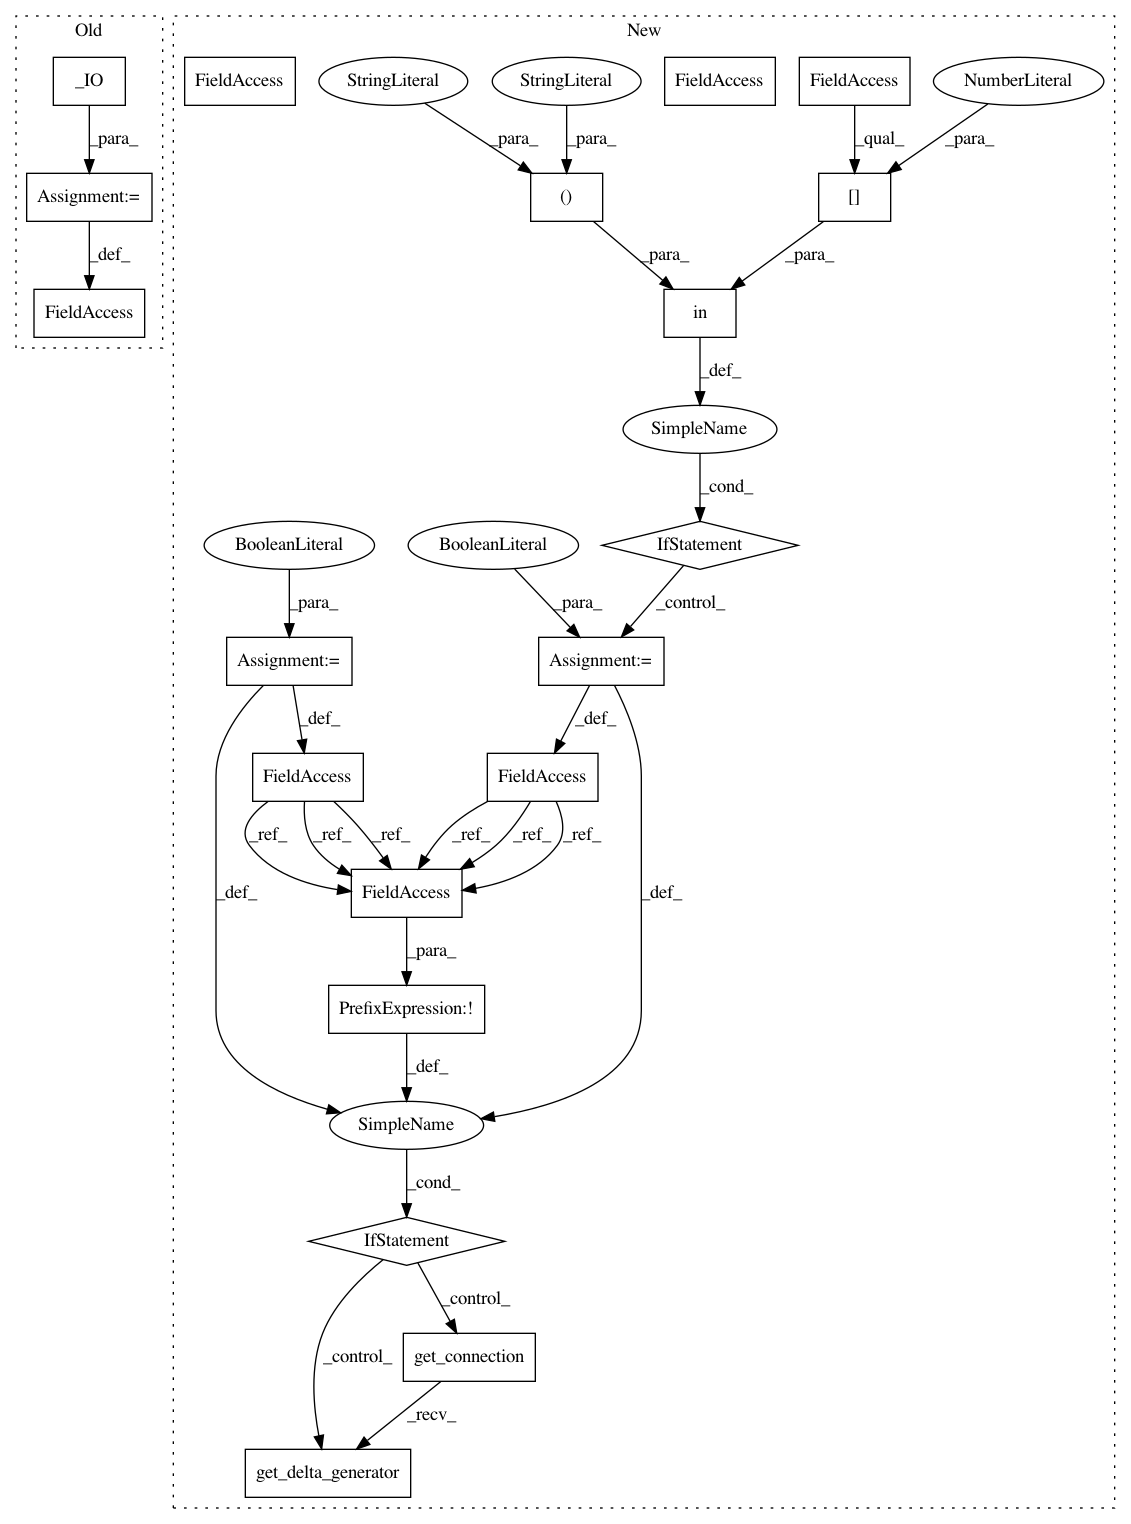 Old
New
_IO
FieldAccess
StringLiteral
StringLiteral
FieldAccess
FieldAccess
NumberLiteral
_para_
_para_
_para_
_qual_
_para_
Assignment:=
()
[]
_def_
_para_
_para_
FieldAccess
in
_def_
SimpleName
_cond_
BooleanLiteral
BooleanLiteral
IfStatement
_para_
_para_
_control_
Assignment:=
Assignment:=
_def_
_def_
FieldAccess
FieldAccess
_ref_
_ref_
_ref_
_ref_
_ref_
_ref_
_def_
FieldAccess
_def_
_para_
PrefixExpression:!
_def_
SimpleName
_cond_
IfStatement
_control_
_control_
get_connection
_recv_
get_delta_generator